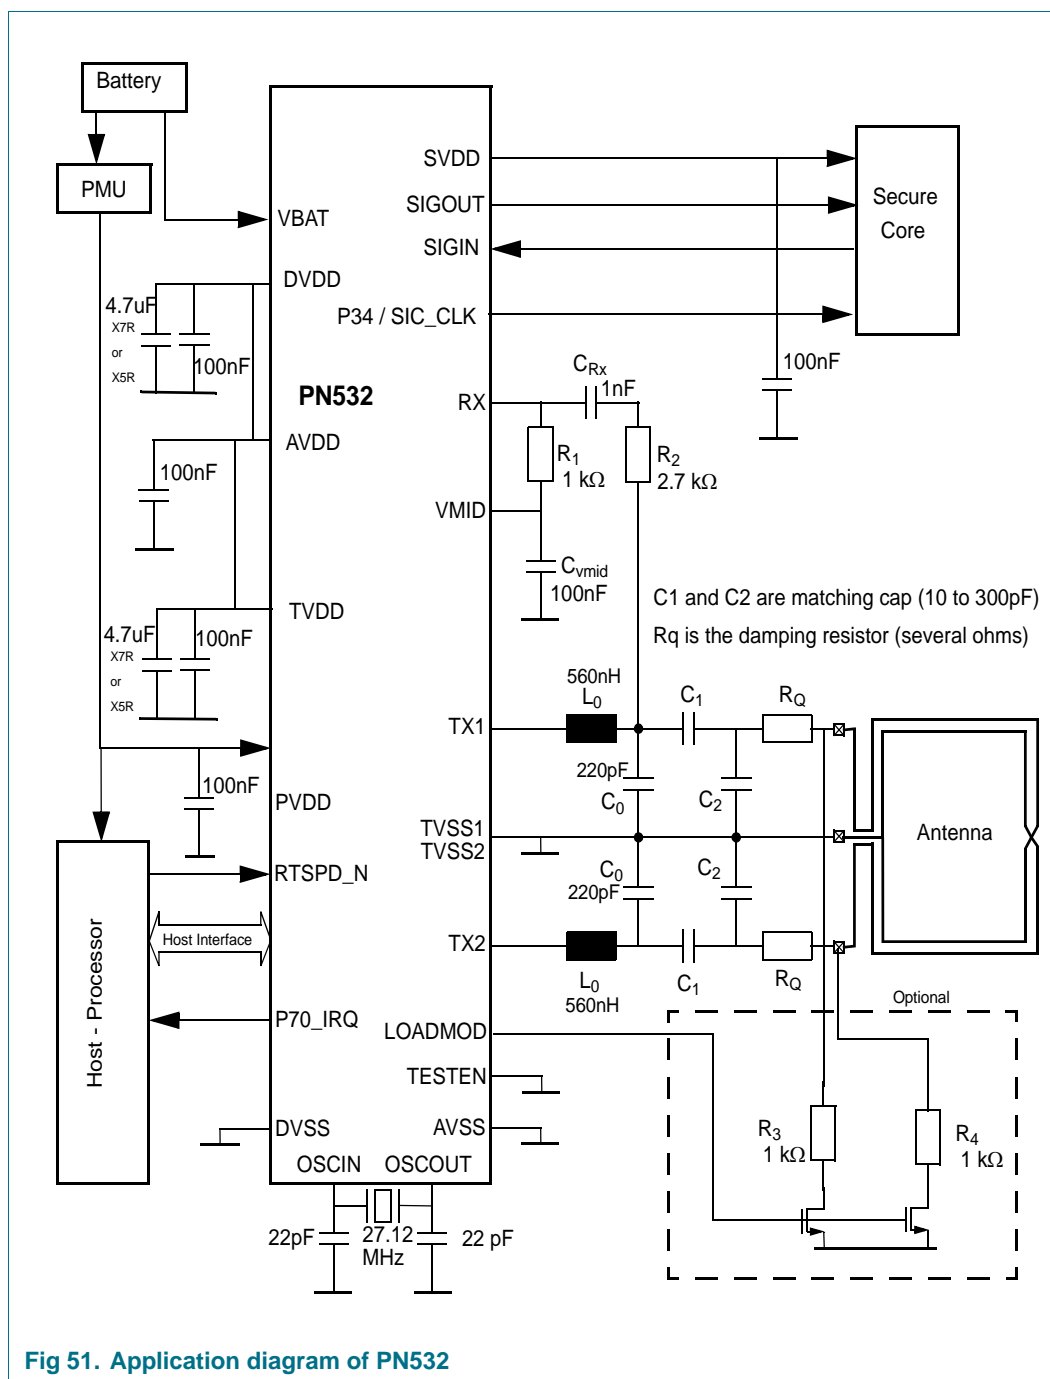 Battery
PMU
VBAT
DVDD
4.7uF
X7R
or
X5R
100nF
PN532
AVDD
100nF
TVDD
4.7uF
X7R
or
X5R
100nF
100nF
PVDD
RTSPD_N
Host Interface
Host - Processor
P70_IRQ
DVSS
OSCIN
OSCOUT
22pF
27.12
MHz
22 pF
SVDD
SIGOUT
SIGIN
P34 / SIC_CLK
Secure
Core
100nF
RX
CRx
1nF
R1
1 kΩ
R2
2.7 kΩ
VMID
Cvmid
100nF
C1 and C2 are matching cap (10 to 300pF)
Rq is the damping resistor (several ohms)
560nH
L0
C1
RQ
TX1
220pF
C0
C2
TVSS1
TVSS2
C0
220pF
C2
Antenna
TX2
L0
560nH
C1
RQ
Optional
LOADMOD
TESTEN
AVSS
R3
1 kΩ
R4
1 kΩ
Fig 51. Application diagram of PN532